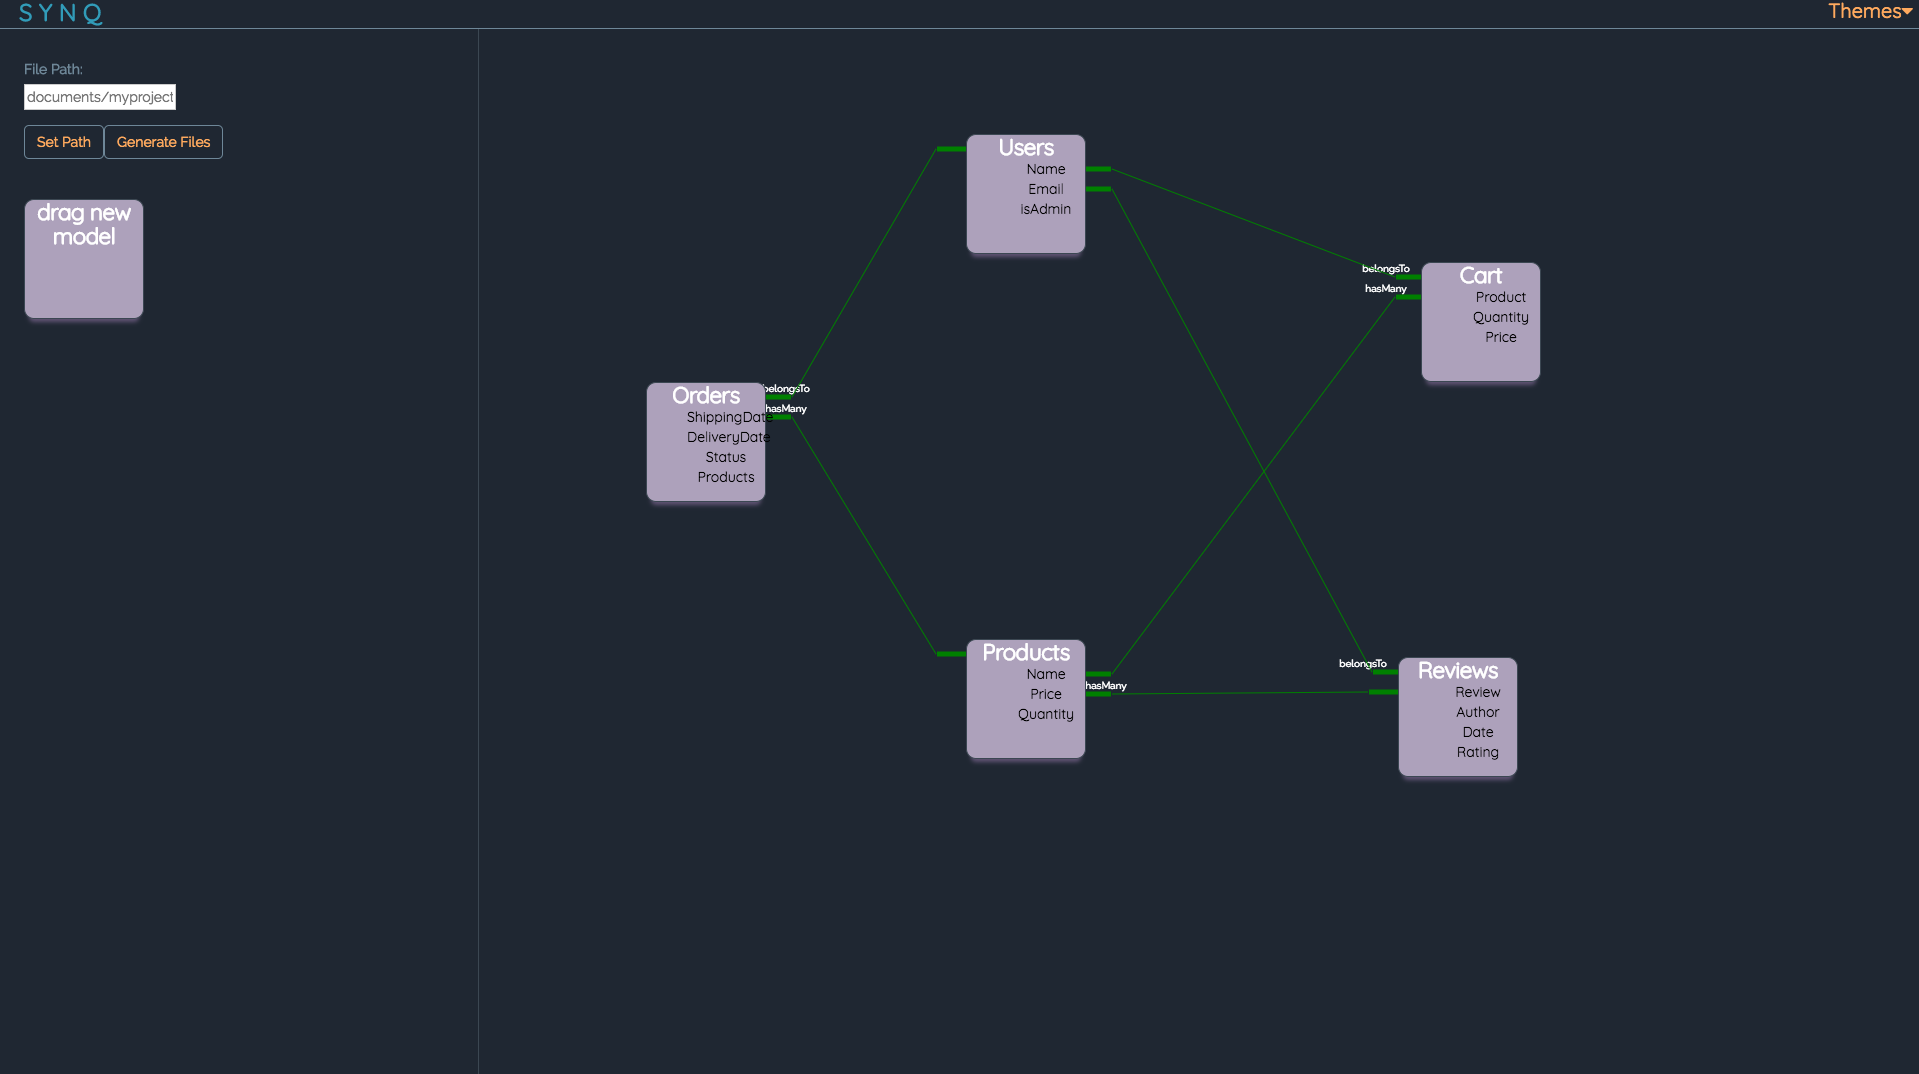 SYNQ
Themes
File Path:
documents/myproject
Set Path
Generate Files
drag new
model
Users
Name
Email
isAdmin
belongsTo
hasMany
Cart
Product
Quantity
Price
Orders
ShippingDate
DeliveryDate
Status
Products
belongsTo
hasMany
Products
Name
Price
Quantity
hasMany
belongsTo
Reviews
Review
Author
Date
Rating